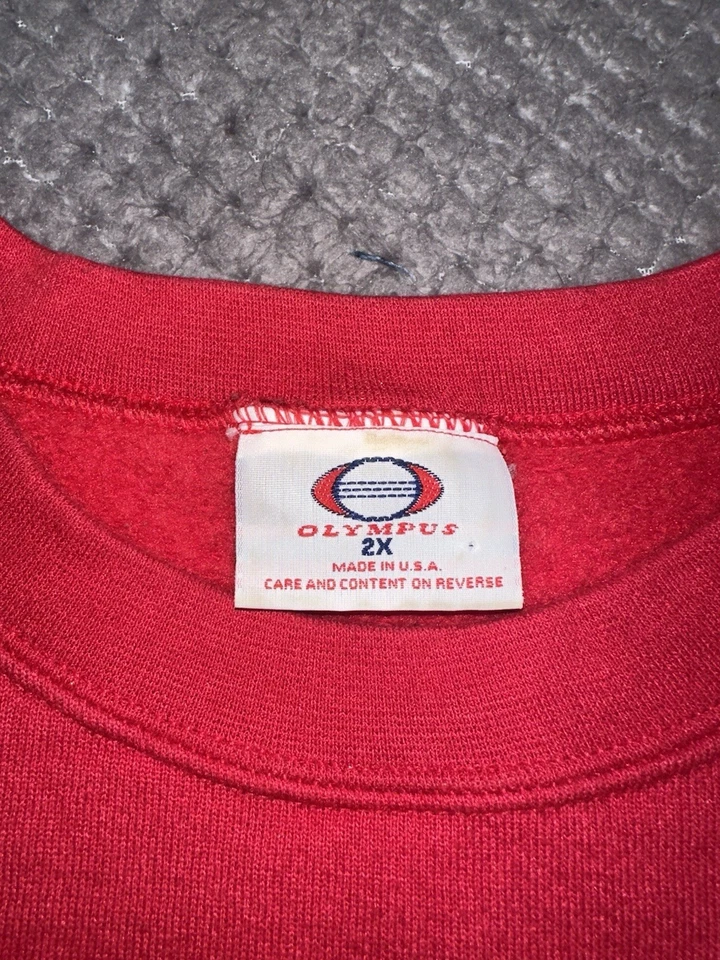 OLYMPUS
2X
MADE IN U.S.A.
CARE AND CONTENT ON REVERSE